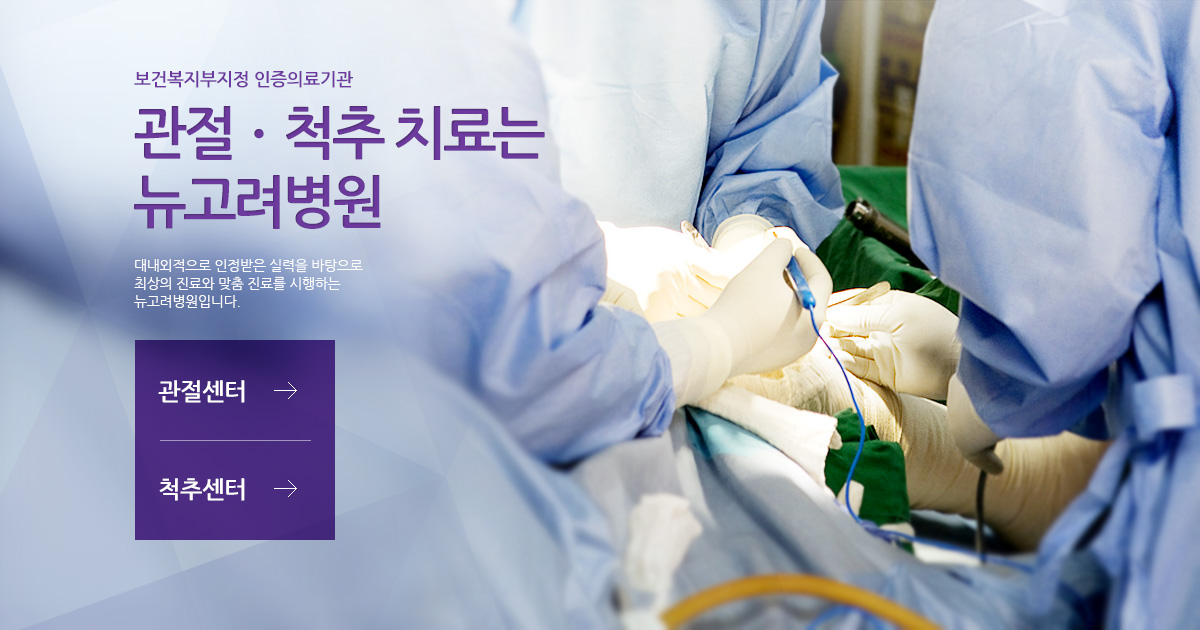 보건복지부지정 인증의료기관
관절 · 척추 치료는
뉴고려병원
대내외적으로 인정받은 실력을 바탕으로
최상의 진료와 맞춤 진료를 시행하는
뉴고려병원입니다.
관절센터 →
척추센터 →